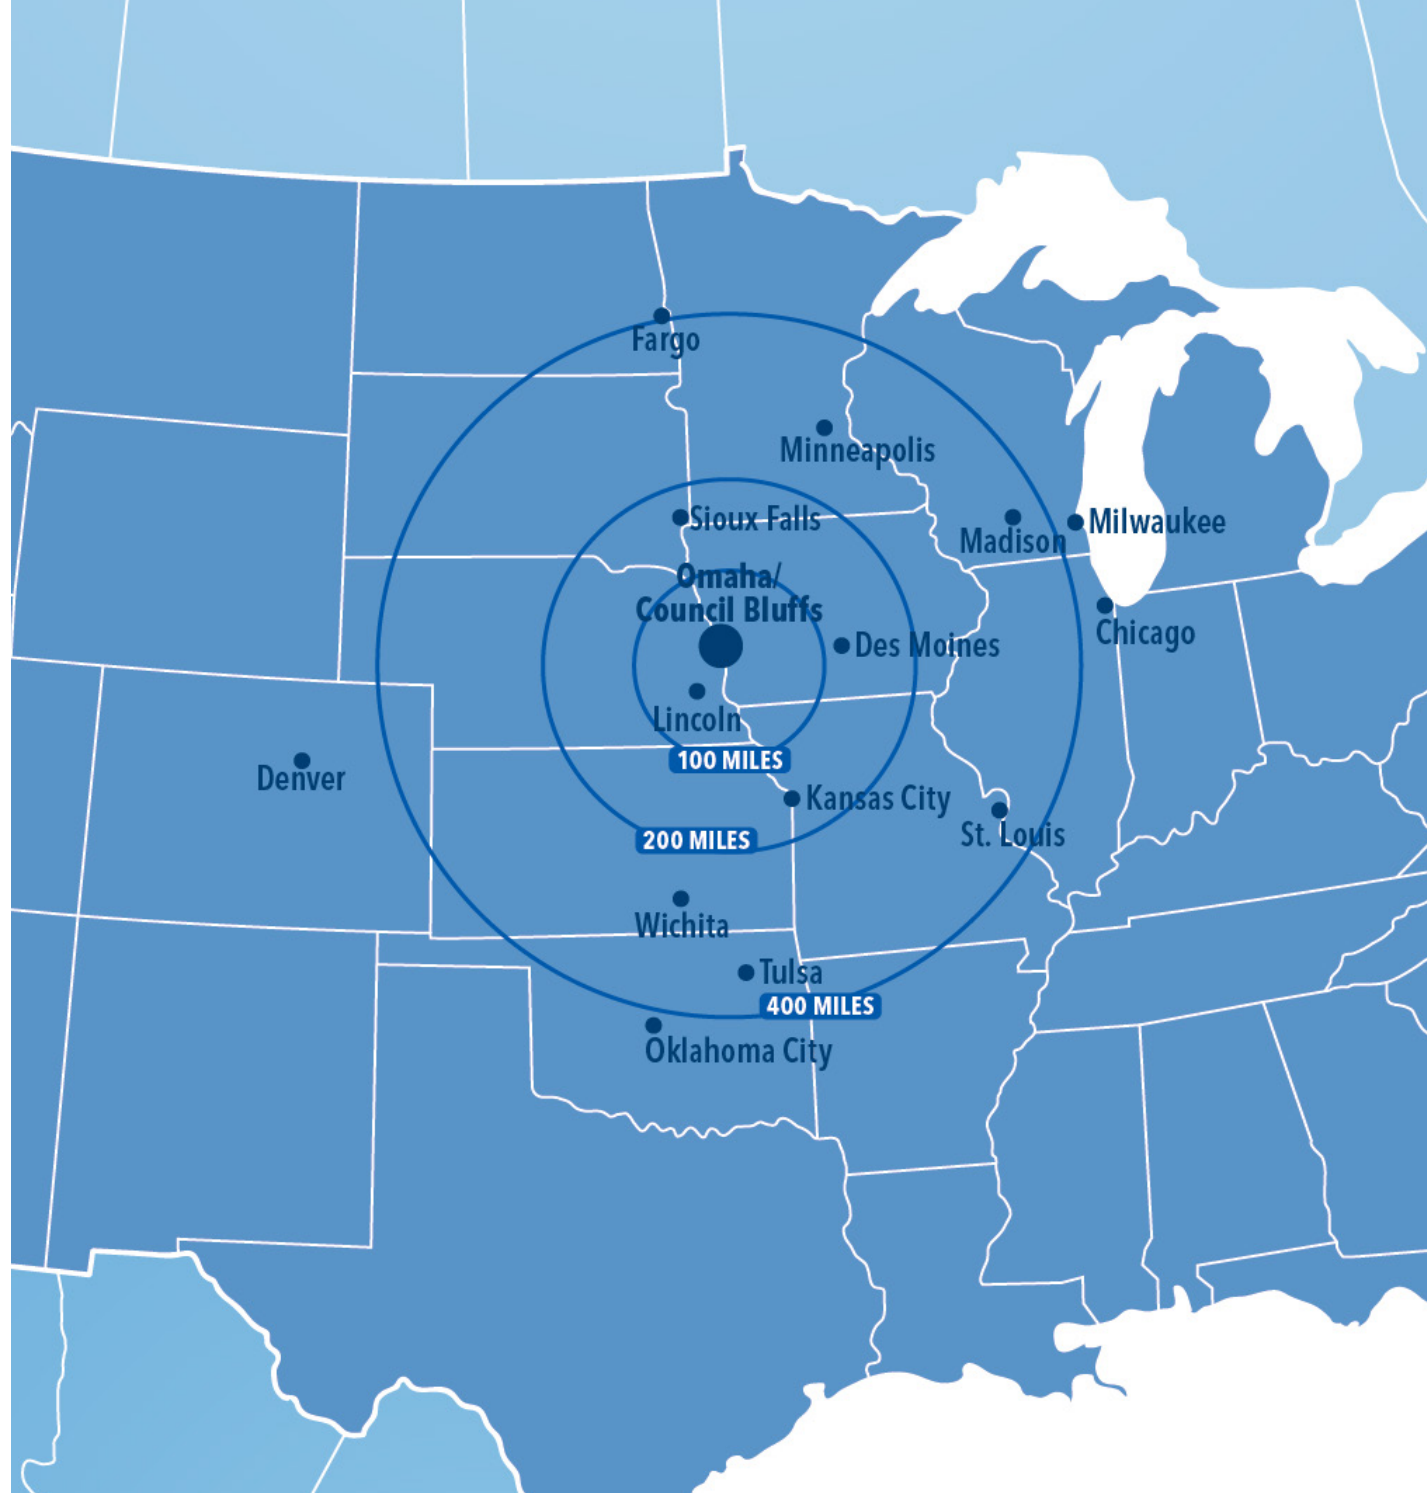 Fargo
Minneapolis
Sioux Falls
Milwaukee
Madison
Omaha/
Council Bluffs
Chicago
Des Moines
Lincoln
100 MILES
Denver
Kansas City
St. Louis
200 MILES
Wichita
Tulsa
400 MILES
Oklahoma City